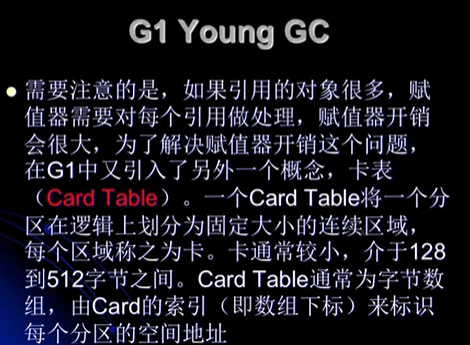 G1 Young GC
需要注意的是，如果引用的对象很多，赋
值器需要对每个引用做处理，赋值器开销
会很大，为了解决赋值器开销这个问题，
在G1中又引入了另外一个概念，卡表
（Card Table）。一个Card Table将一个分
区在逻辑上划分为固定大小的连续区域，
每个区域称之为卡。卡通常较小，介于128
到512字节之间。Card Table通常为字节数
组，由Card的索引（即数组下标）来标识
每个分区的空间地址